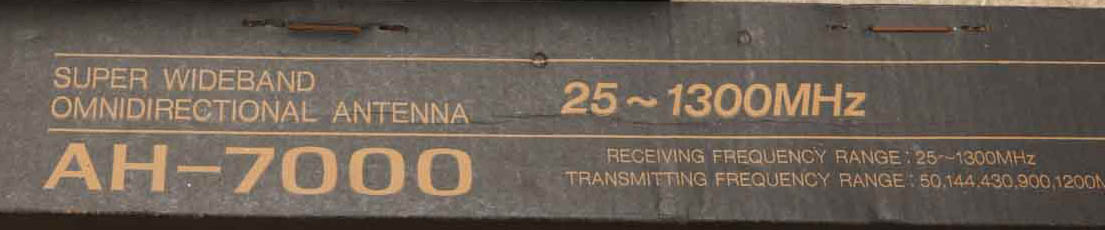 SUPER WIDEBAND
OMNIDIRECTIONAL ANTENNA
25~1300MHz
AH-7000
RECEIVING FREQUENCY RANGE: 25~1300MHz
TRANSMITTING FREQUENCY RANGE: 50,144,430,900,1200M